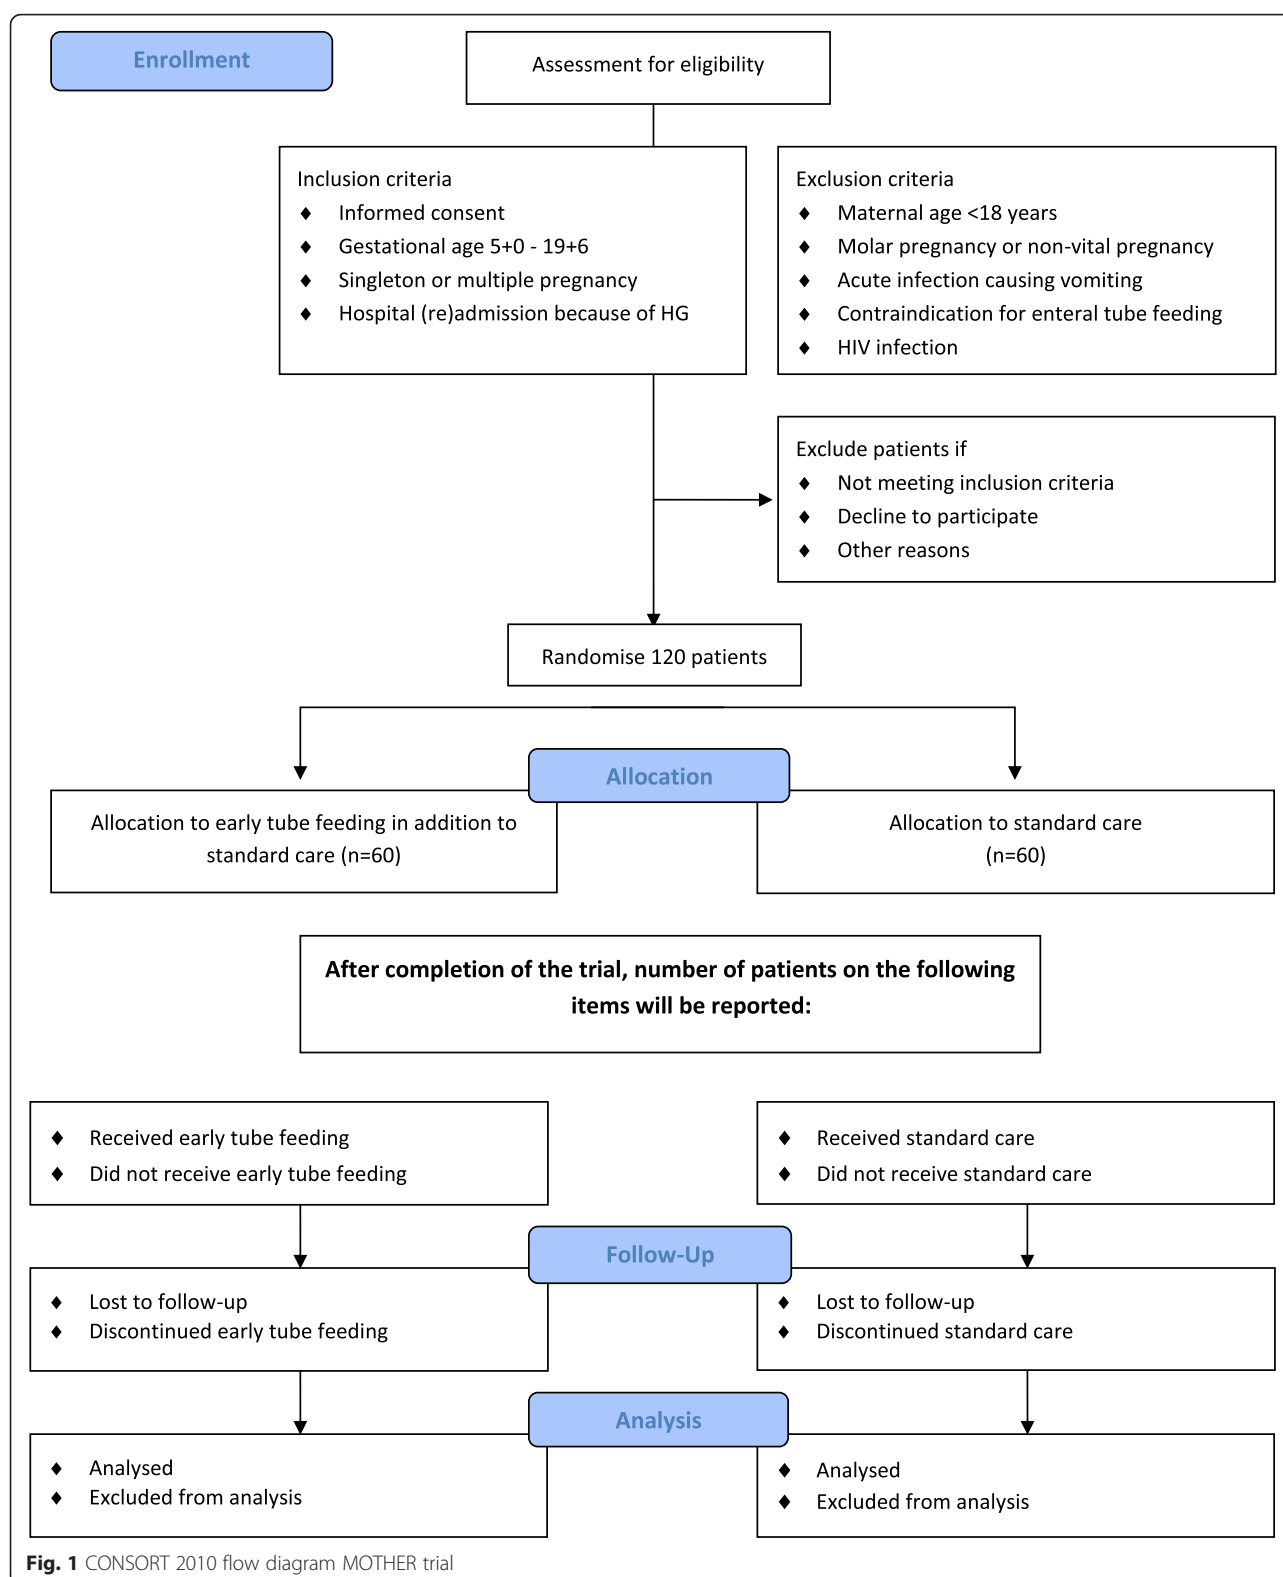 Enrollment
Assessment for eligibility
Inclusion criteria
♦ Informed consent
♦ Gestational age 5+0 - 19+6
♦ Singleton or multiple pregnancy
♦ Hospital (re)admission because of HG
Exclusion criteria
♦ Maternal age <18 years
♦ Molar pregnancy or non-vital pregnancy
♦ Acute infection causing vomiting
♦ Contraindication for enteral tube feeding
♦ HIV infection
Exclude patients if
♦ Not meeting inclusion criteria
♦ Decline to participate
♦ Other reasons
Randomise 120 patients
Allocation
Allocation to early tube feeding in addition to
standard care (n=60)
Allocation to standard care
(n=60)
After completion of the trial, number of patients on the following
items will be reported:
♦ Received early tube feeding
♦ Did not receive early tube feeding
♦ Received standard care
♦ Did not receive standard care
Follow-Up
♦ Lost to follow-up
♦ Discontinued early tube feeding
♦ Lost to follow-up
♦ Discontinued standard care
Analysis
♦ Analysed
♦ Excluded from analysis
♦ Analysed
♦ Excluded from analysis
Fig. 1 CONSORT 2010 flow diagram MOTHER trial